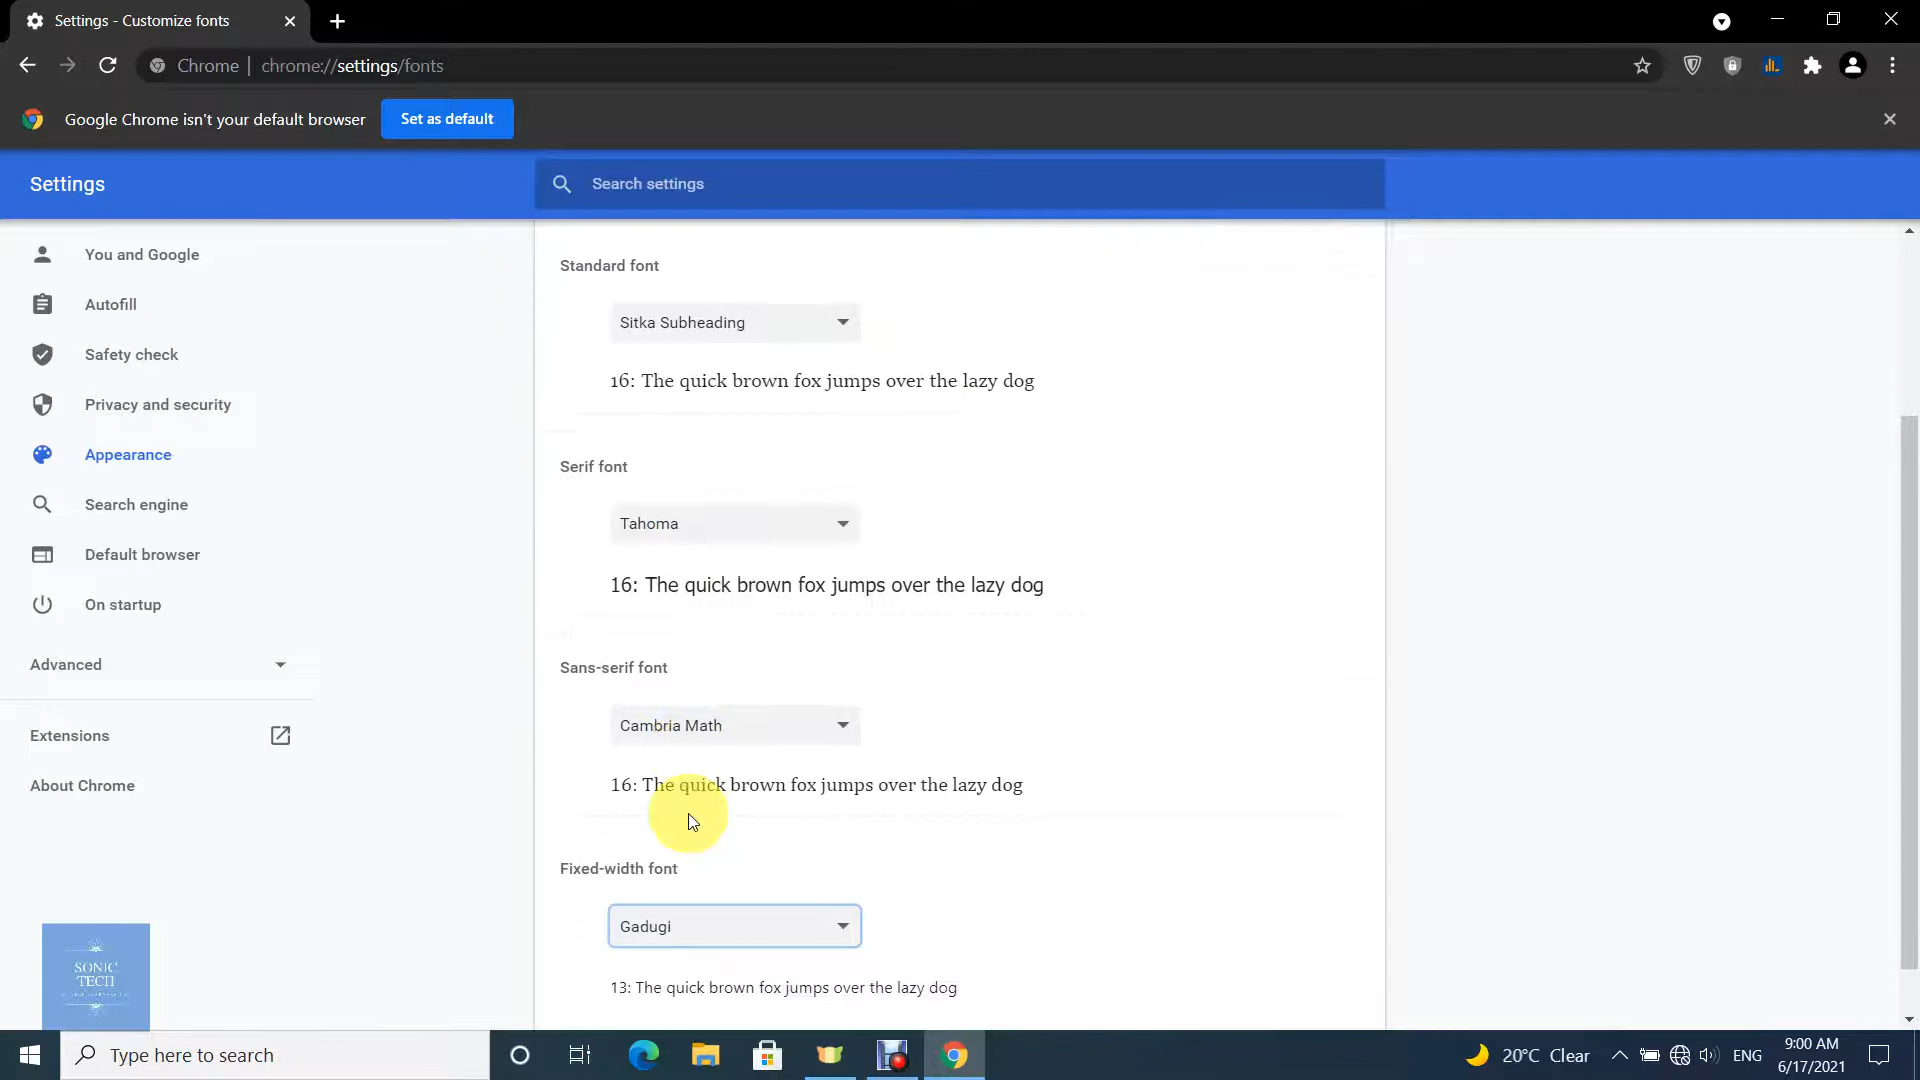 Settings - Customize fonts
Chrome | chrome://settings/fonts
Google Chrome isn't your default browser
Set as default
Settings
Search settings
You and Google
Autofill
Safety check
Privacy and security
Appearance
Search engine
Default browser
On startup
Advanced
Extensions
About Chrome
Standard font
Sitka Subheading
16: The quick brown fox jumps over the lazy dog
Serif font
Tahoma
16: The quick brown fox jumps over the lazy dog
Sans-serif font
Cambria Math
16: The quick brown fox jumps over the lazy dog
Fixed-width font
Gadugi
13: The quick brown fox jumps over the lazy dog
SONIC
TECH
Type here to search
20°C Clear
ENG
9:00 AM
6/17/2021